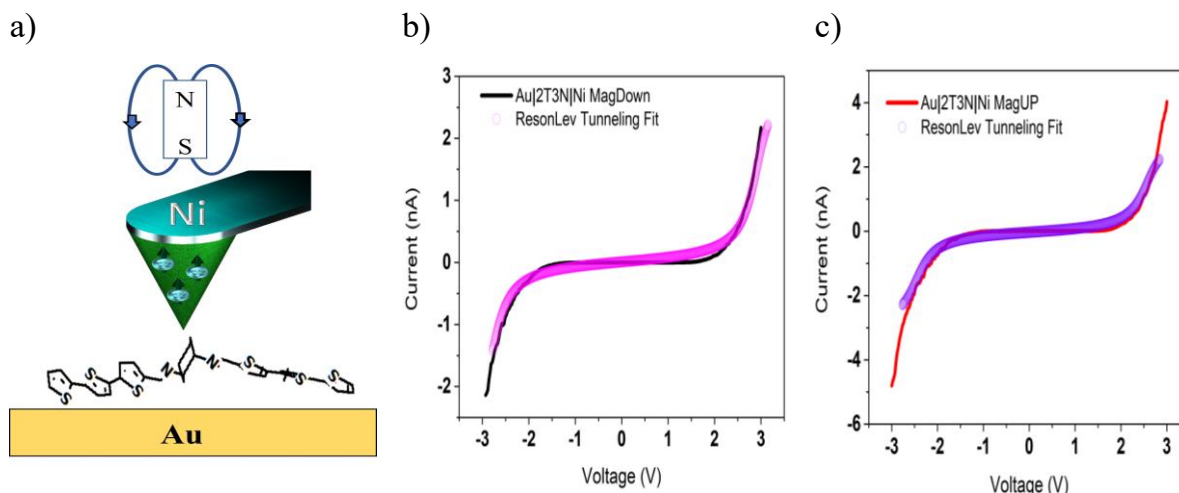 a)
N
S
Ni
N
N
S
S
S
S
S
Au
b)
Au|2T3N|Ni MagDown
ResonLev Tunneling Fit
Current (nA)
3
2
1
0
-1
-2
-3 -2 -1 0 1 2 3
Voltage (V)
c)
Au|2T3N|Ni MagUP
ResonLev Tunneling Fit
Current (nA)
4
2
0
-2
-4
-6
-3 -2 -1 0 1 2 3
Voltage (V)